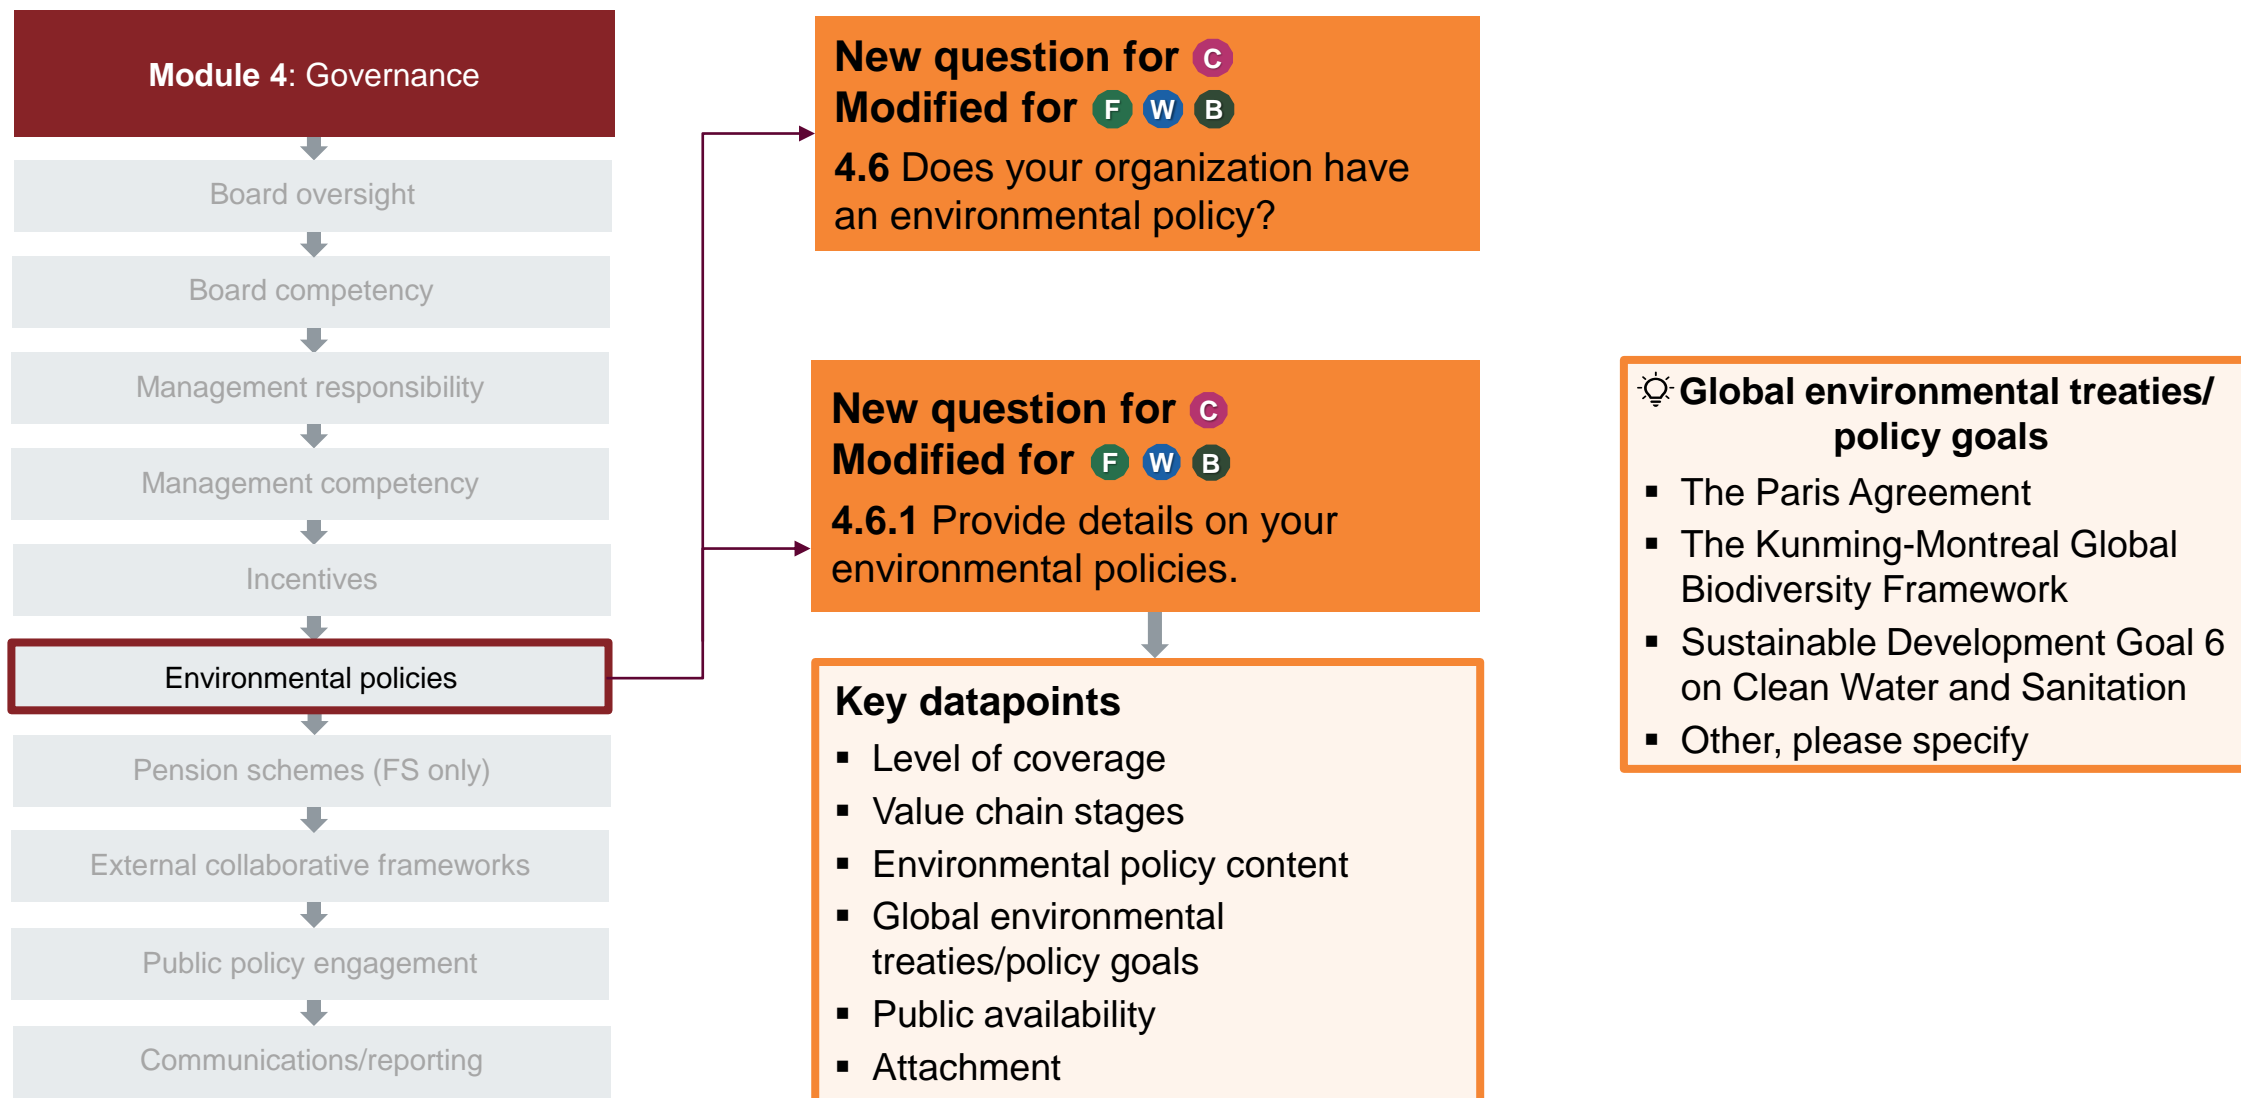 Module 4: Governance
Board oversight
Board competency
Management responsibility
Management competency
Incentives
Environmental policies
Pension schemes (FS only)
External collaborative frameworks
Public policy engagement
Communications/reporting
New question for C
Modified for F W B
4.6 Does your organization have
an environmental policy?
New question for C
Modified for F W B
4.6.1 Provide details on your
environmental policies.
Key datapoints
▪ Level of coverage
▪ Value chain stages
▪ Environmental policy content
▪ Global environmental
treaties/policy goals
▪ Public availability
▪ Attachment
Global environmental treaties/
policy goals
▪ The Paris Agreement
▪ The Kunming-Montreal Global
Biodiversity Framework
▪ Sustainable Development Goal 6
on Clean Water and Sanitation
▪ Other, please specify